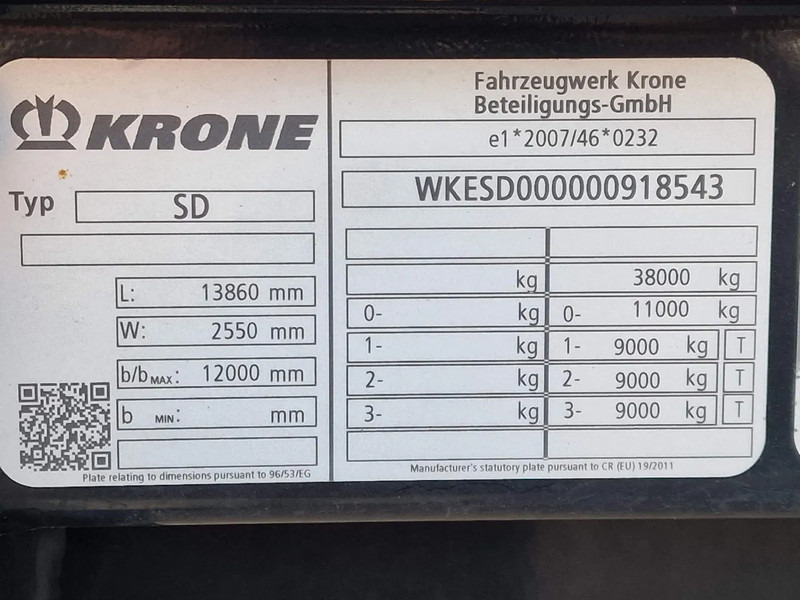 KRONE
Typ SD
L: 13860 mm
W: 2550 mm
b/b MAX: 12000 mm
b MIN: mm
Plate relating to dimensions pursuant to 96/53/EG
Fahrzeugwerk Krone
Beteiligungs-GmbH
e1*2007/46*0232
WKESD000000918543
kg 38000 kg
0- kg 0- 11000 kg
1- kg 1- 9000 kg T
2- kg 2- 9000 kg T
3- kg 3- 9000 kg T
Manufacturer's statutory plate pursuant to CR (EU) 19/2011